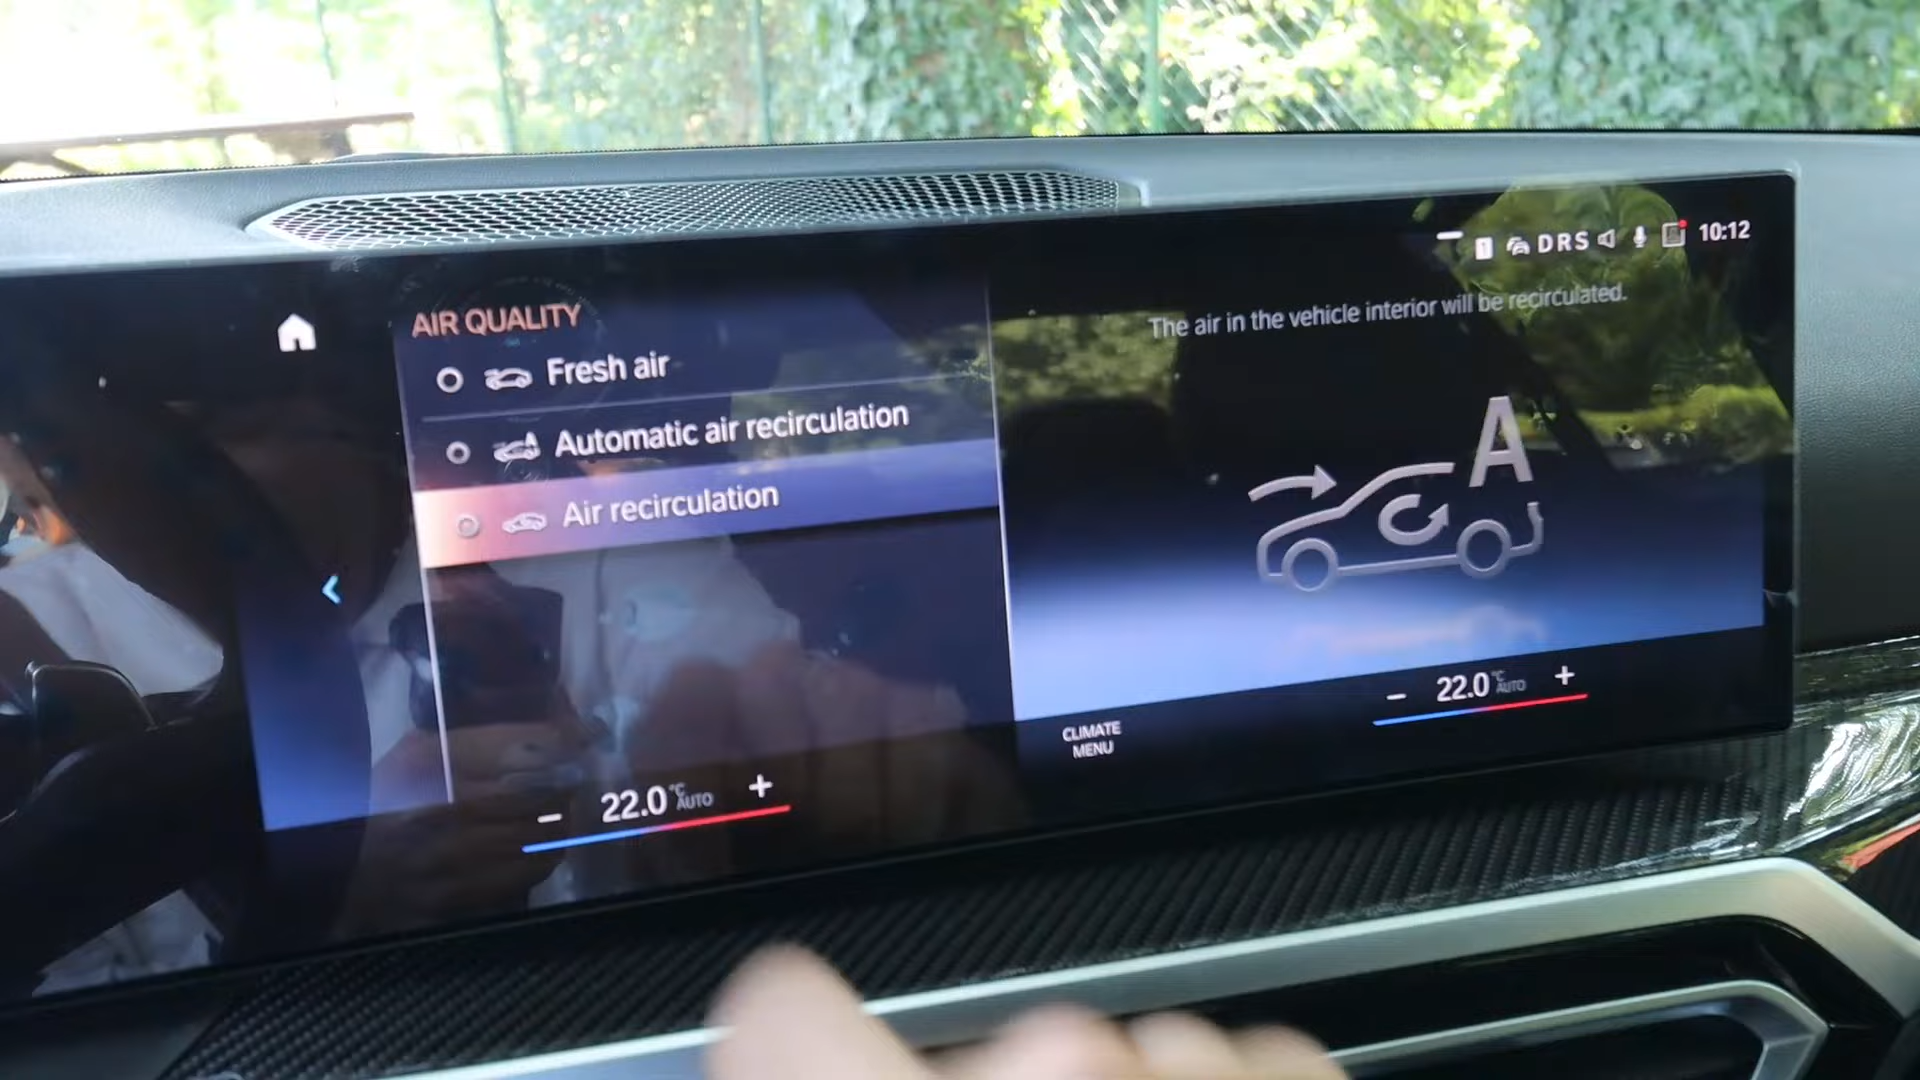 DRS 10:12
AIR QUALITY
Fresh air
Automatic air recirculation
Air recirculation
The air in the vehicle interior will be recirculated.
A
− 22.0 °C AUTO +
CLIMATE
MENU
− 22.0 °C AUTO +